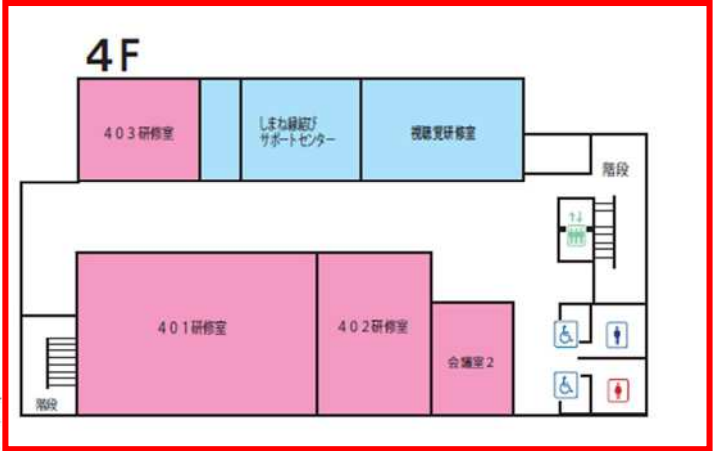 4F
403研修室
しまね縁結び
サポートセンター
視聴覚研修室
階段
401研修室
402研修室
会議室2
階段